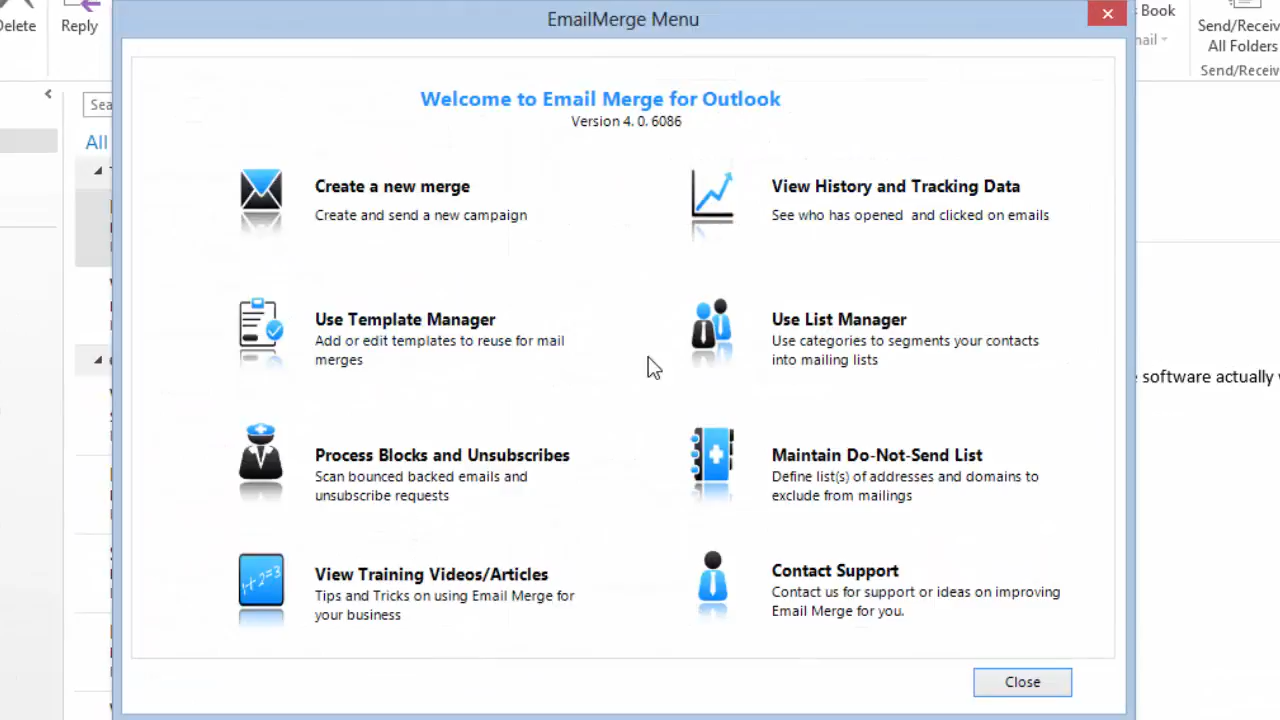 EmailMerge Menu
Delete
Reply
Book
Send/Receiv
All Folders
Send/Receiv
Sea
All
Welcome to Email Merge for Outlook
Version 4. 0. 6086
Create a new merge
Create and send a new campaign
View History and Tracking Data
See who has opened and clicked on emails
Use Template Manager
Add or edit templates to reuse for mail
merges
Use List Manager
Use categories to segments your contacts
into mailing lists
software actually
Process Blocks and Unsubscribes
Scan bounced backed emails and
unsubscribe requests
Maintain Do-Not-Send List
Define list(s) of addresses and domains to
exclude from mailings
View Training Videos/Articles
Tips and Tricks on using Email Merge for
your business
1+2=3
Contact Support
Contact us for support or ideas on improving
Email Merge for you.
Close